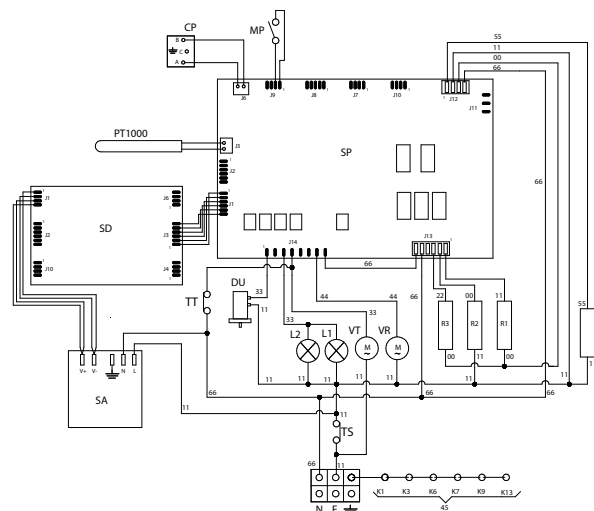 CP
B
C
A
MP
55
11
00
66
J6
J9
J8
J7
J10
J12
J11
PT1000
J3
SP
J2
J1
66
SD
J1
J6
J2
J3
J10
J4
J14
J13
66
DU
33
11
TT
44
44
66
33
33
VT
VR
L2
L1
M
~
M
~
22
00
11
R3
R2
R1
00
11
00
55
11
11
11
11
11
11
11
V+
V-
N
L
SA
66
66
66
11
11
TS
66
11
N
F
K1
K3
K6
K7
K9
K13
45